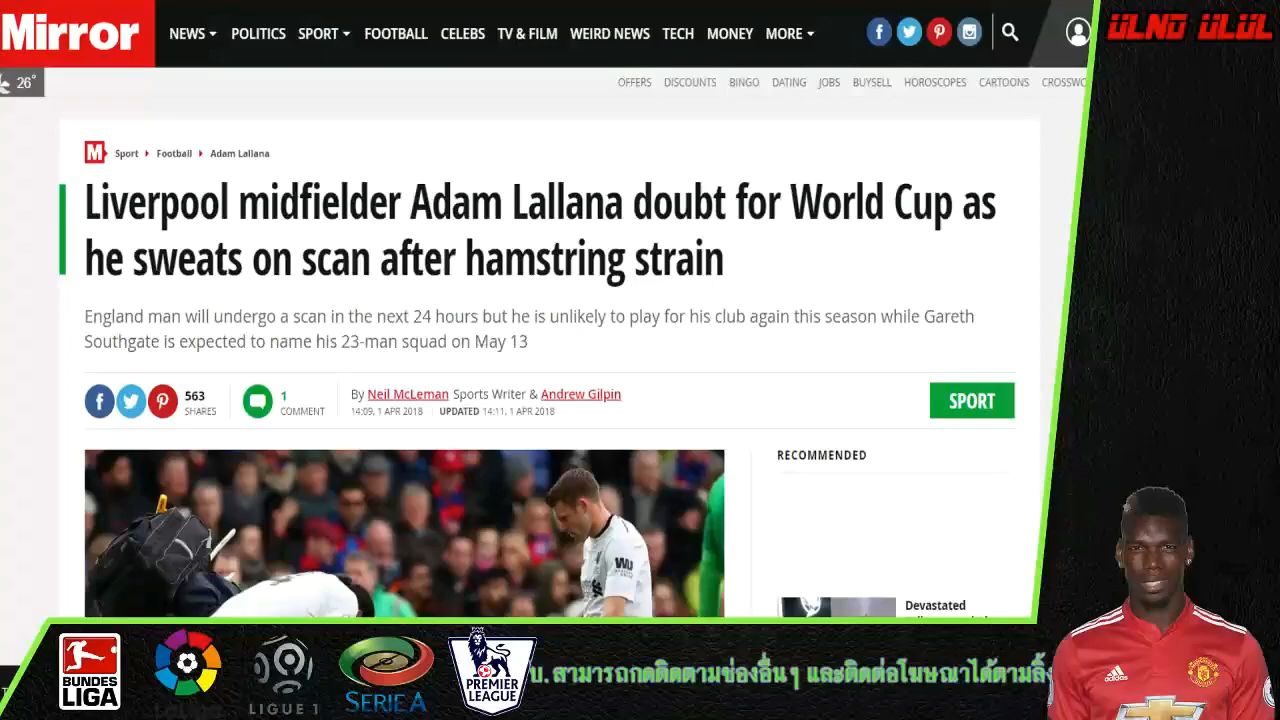 Mirror
NEWS POLITICS SPORT FOOTBALL CELEBS TV & FILM WEIRD NEWS TECH MONEY MORE
26°
OFFERS DISCOUNTS BINGO DATING JOBS BUYSELL HOROSCOPES CARTOONS CROSSWO
M Sport Football Adam Lallana
Liverpool midfielder Adam Lallana doubt for World Cup as
he sweats on scan after hamstring strain
England man will undergo a scan in the next 24 hours but he is unlikely to play for his club again this season while Gareth
Southgate is expected to name his 23-man squad on May 13
563
SHARES
1
COMMENT
By Neil McLeman Sports Writer & Andrew Gilpin
14:09, 1 APR 2018 UPDATED 14:11, 1 APR 2018
SPORT
RECOMMENDED
Devastated
BUNDES
LIGA
LIGUE 1
SERIE A
PREMIER
LEAGUE
บ. สามารถกดติดตามช่องอื่นๆ และติดต่อโฆษณาได้ตามลิ้ง
adidas